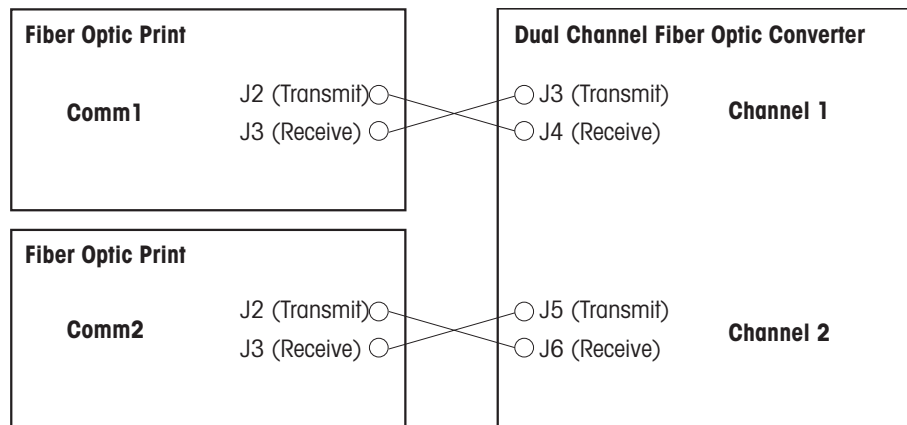 Fiber Optic Print
Comm1
J2 (Transmit)
J3 (Receive)
Dual Channel Fiber Optic Converter
J3 (Transmit)
J4 (Receive)
Channel 1
Fiber Optic Print
Comm2
J2 (Transmit)
J3 (Receive)
J5 (Transmit)
J6 (Receive)
Channel 2